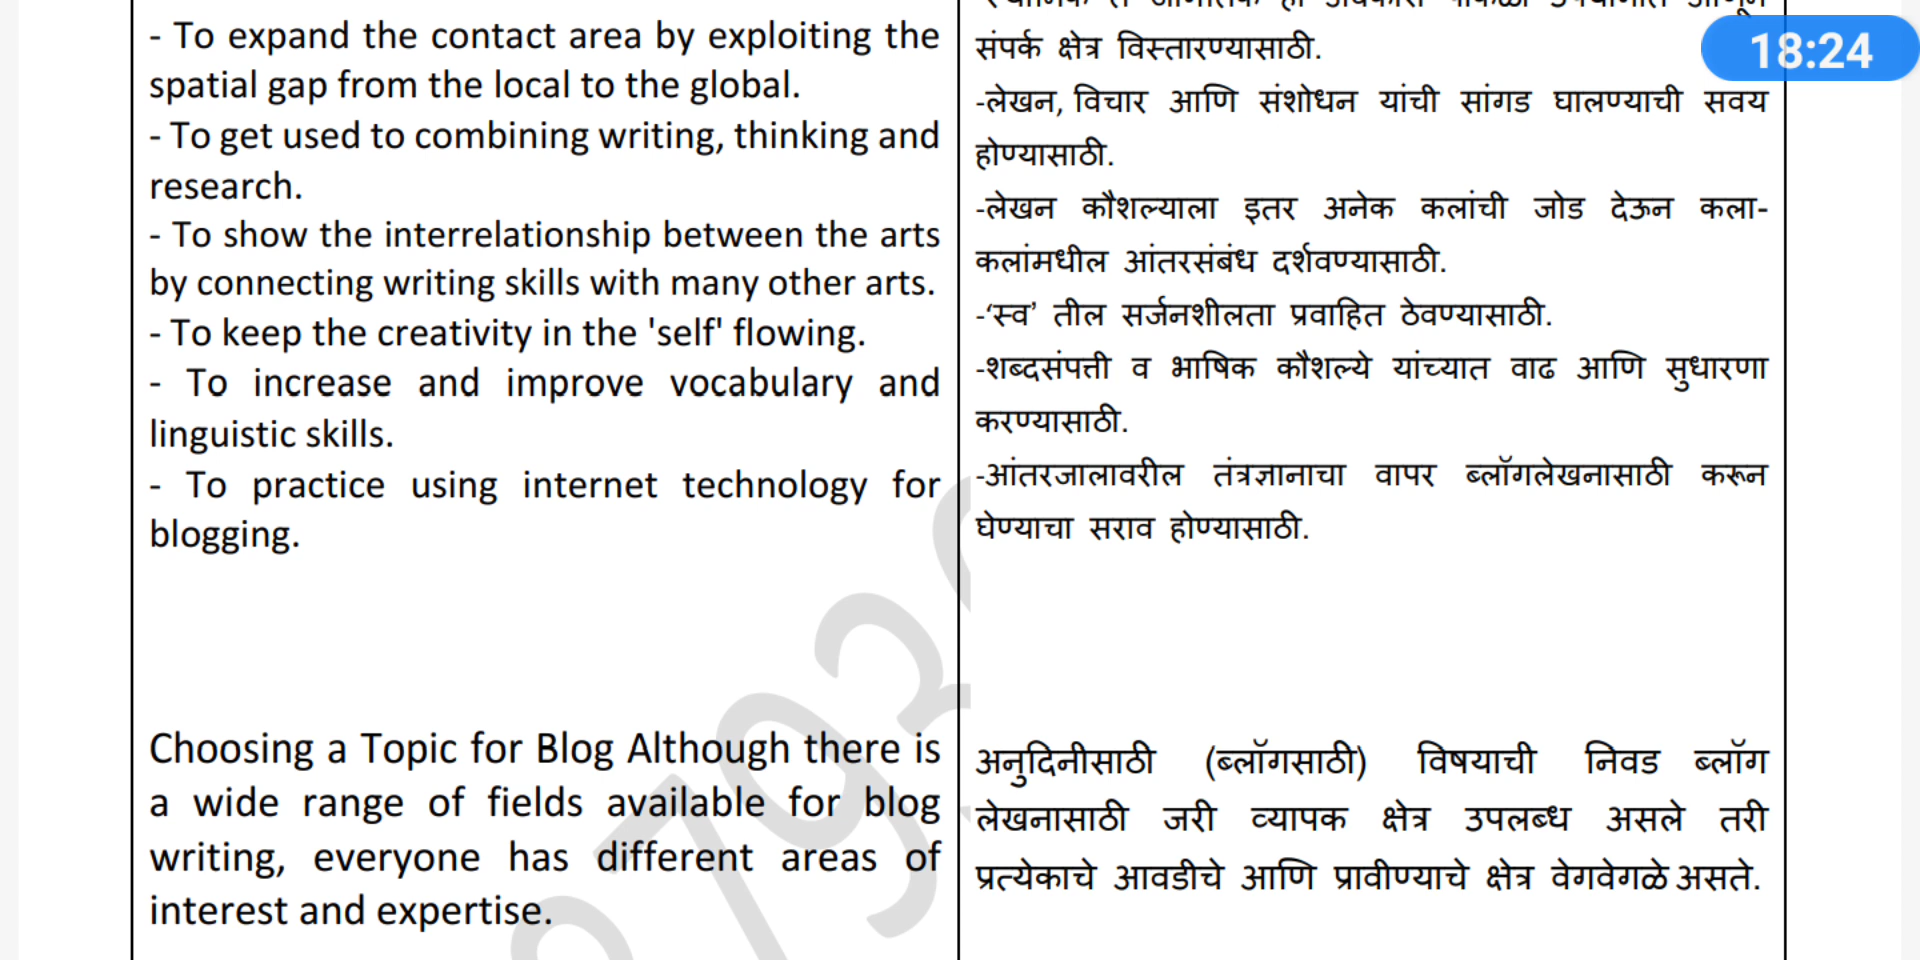 - To expand the contact area by exploiting the
spatial gap from the local to the global.
- To get used to combining writing, thinking and
research.
- To show the interrelationship between the arts
by connecting writing skills with many other arts.
- To keep the creativity in the 'self' flowing.
- To increase and improve vocabulary and
linguistic skills.
- To practice using internet technology for
blogging.
Choosing a Topic for Blog Although there is
a wide range of fields available for blog
writing, everyone has different areas of
interest and expertise.
संपर्क क्षेत्र विस्तारण्यासाठी.
-लेखन, विचार आणि संशोधन यांची सांगड घालण्याची सवय
होण्यासाठी.
-लेखन कौशल्याला इतर अनेक कलांची जोड देऊन कला-
कलांमधील आंतरसंबंध दर्शवण्यासाठी.
-‘स्व’ तील सर्जनशीलता प्रवाहित ठेवण्यासाठी.
-शब्दसंपत्ती व भाषिक कौशल्ये यांच्यात वाढ आणि सुधारणा
करण्यासाठी.
-आंतरजालावरील तंत्रज्ञानाचा वापर ब्लॉगलेखनासाठी करून
घेण्याचा सराव होण्यासाठी.
अनुदिनीसाठी (ब्लॉगसाठी) विषयाची निवड ब्लॉग
लेखनासाठी जरी व्यापक क्षेत्र उपलब्ध असले तरी
प्रत्येकाचे आवडीचे आणि प्रावीण्याचे क्षेत्र वेगवेगळे असते.
18:24